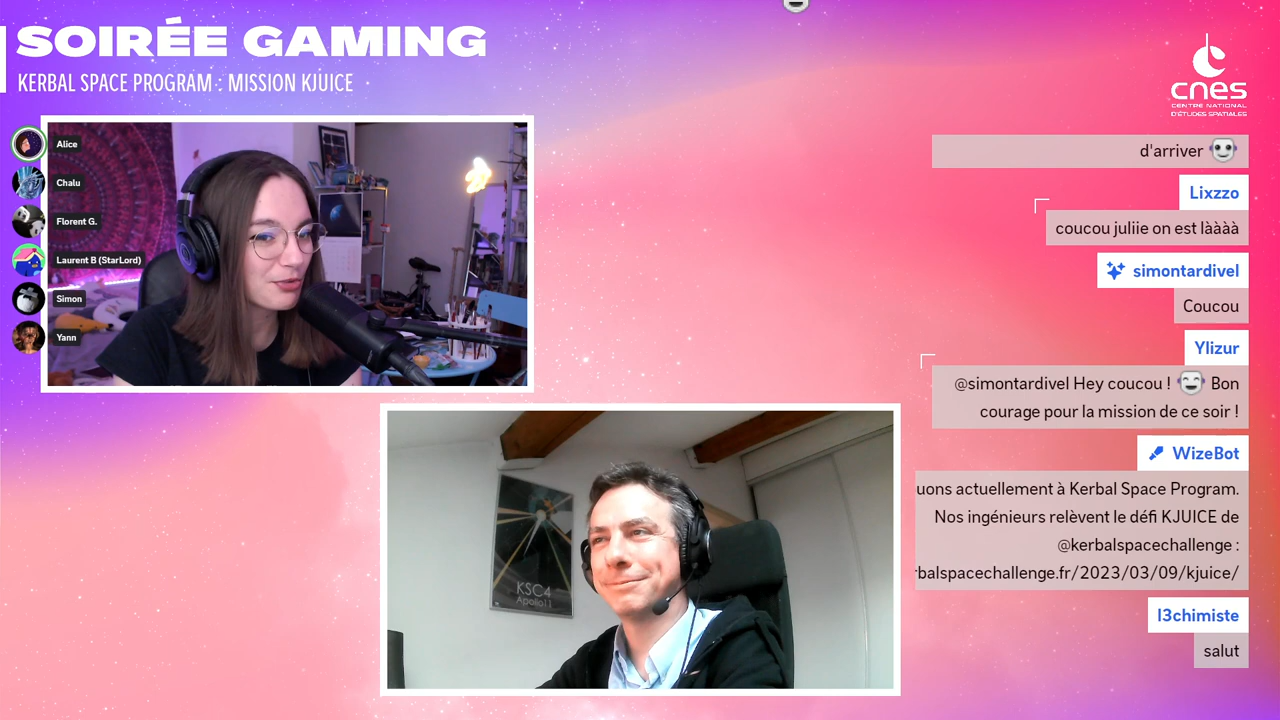 SOIRÉE GAMING
KERBAL SPACE PROGRAM : MISSION KJUICE
cnes
CENTRE NATIONAL
D'ÉTUDES SPATIALES
Alice
Chalu
Florent G.
Laurent B (StarLord)
Simon
Yann
KSC4
Apollo11
d'arriver
Lixzzo
coucou juliie on est làààà
simontardivel
Coucou
Ylizur
@simontardivel Hey coucou ! Bon
courage pour la mission de ce soir !
WizeBot
uons actuellement à Kerbal Space Program.
Nos ingénieurs relèvent le défi KJUICE de
@kerbalspacechallenge :
rbalspacechallenge.fr/2023/03/09/kjuice/
l3chimiste
salut